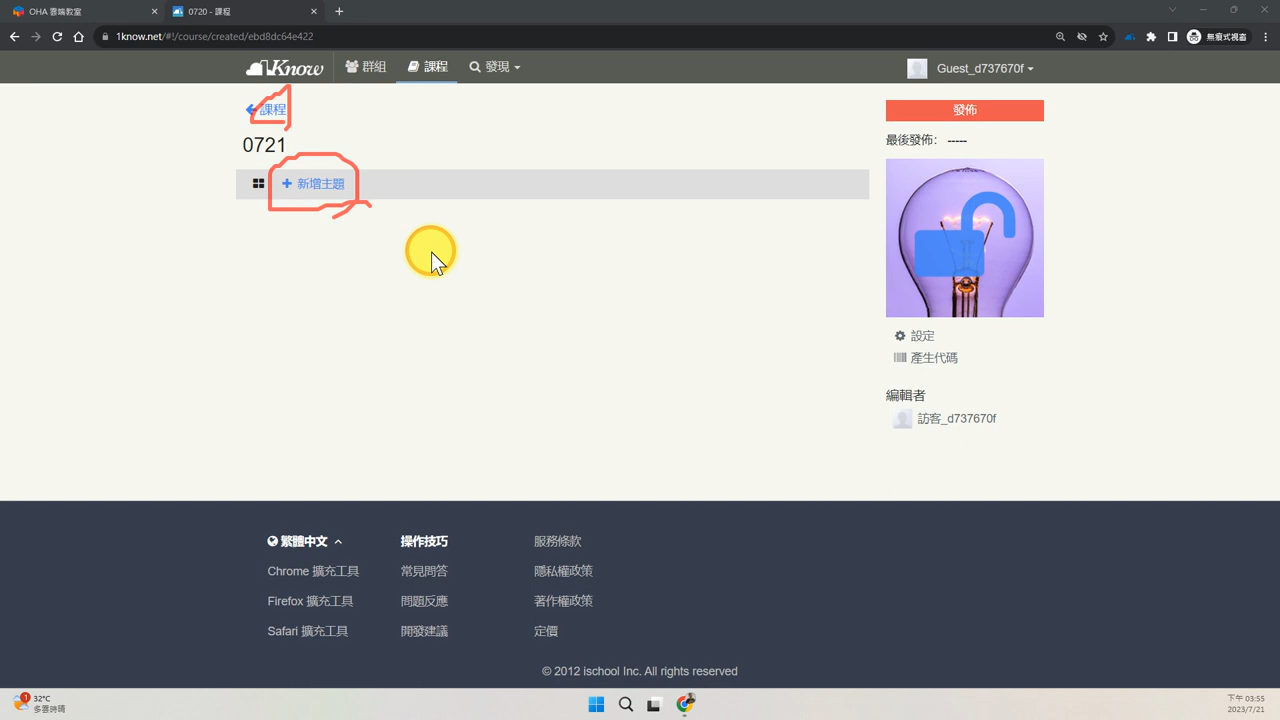 OHA 雲端教室
0720 - 課程
1know.net/#!/course/created/ebd8dc64e422
無痕式視窗
1Know
群組
課程
發現
Guest_d737670f
課程
0721
新增主題
發佈
最後發佈： -----
設定
產生代碼
編輯者
訪客_d737670f
繁體中文
操作技巧
服務條款
Chrome 擴充工具
常見問答
隱私權政策
Firefox 擴充工具
問題反應
著作權政策
Safari 擴充工具
開發建議
定價
© 2012 ischool Inc. All rights reserved
1
32°C
多雲時晴
下午 03:55
2023/7/21